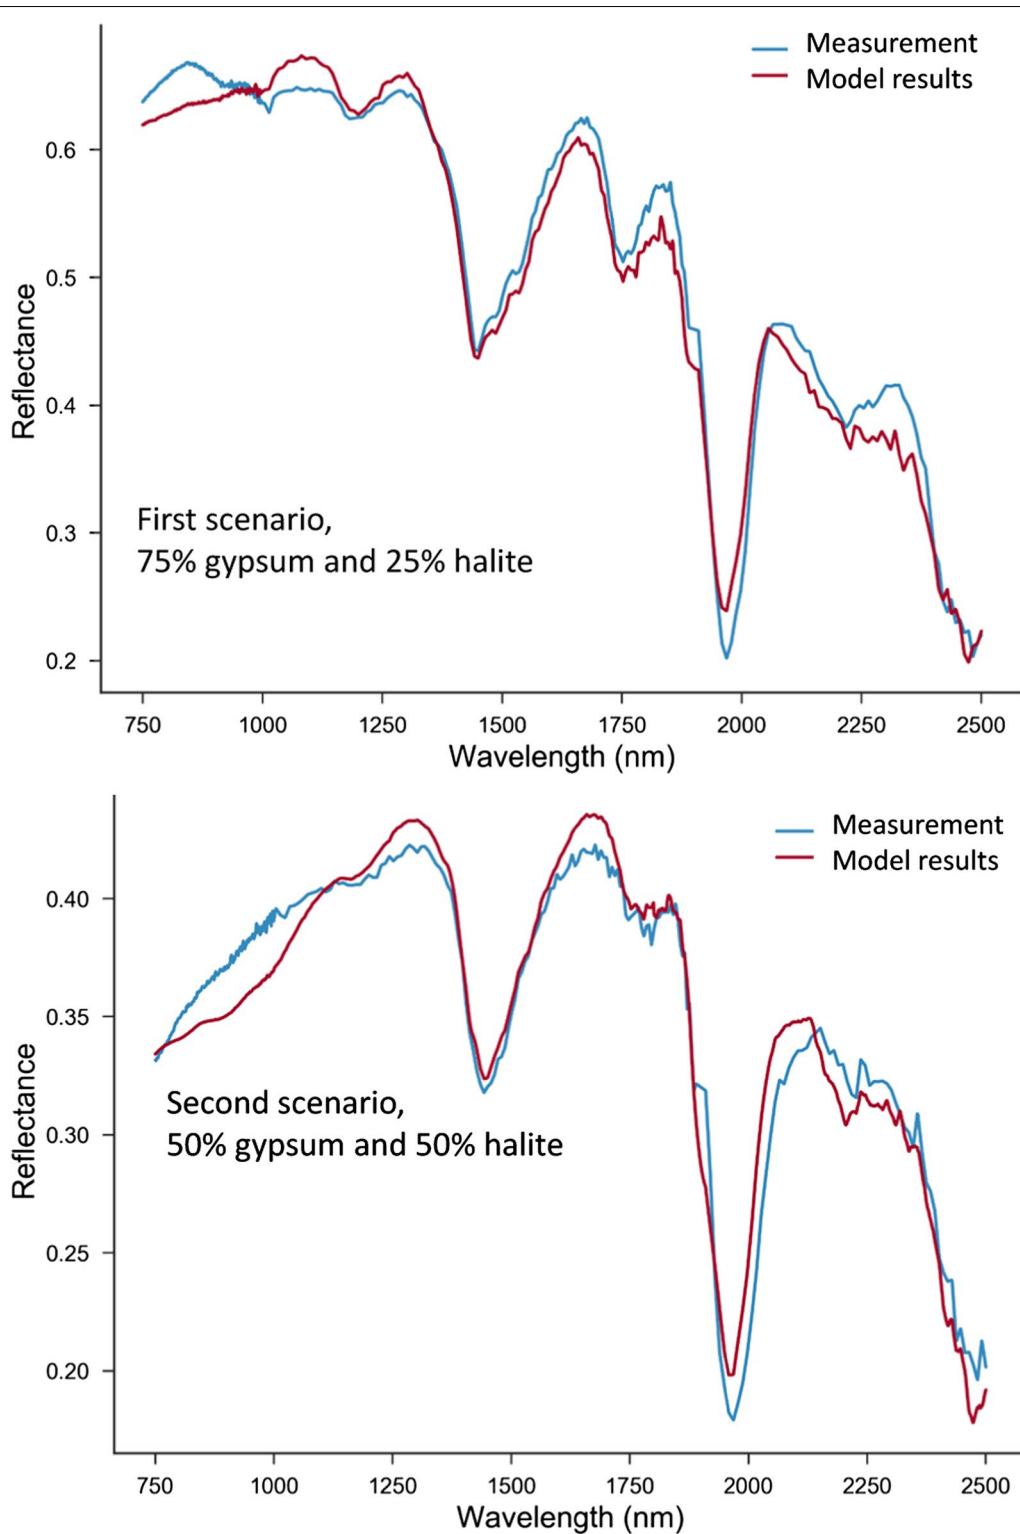 Measurement
Model results
0.6
0.5
0.4
0.3
0.2
Reflectance
First scenario,
75% gypsum and 25% halite
750 1000 1250 1500 1750 2000 2250 2500
Wavelength (nm)
Measurement
Model results
0.40
0.35
0.30
0.25
0.20
Reflectance
Second scenario,
50% gypsum and 50% halite
750 1000 1250 1500 1750 2000 2250 2500
Wavelength (nm)